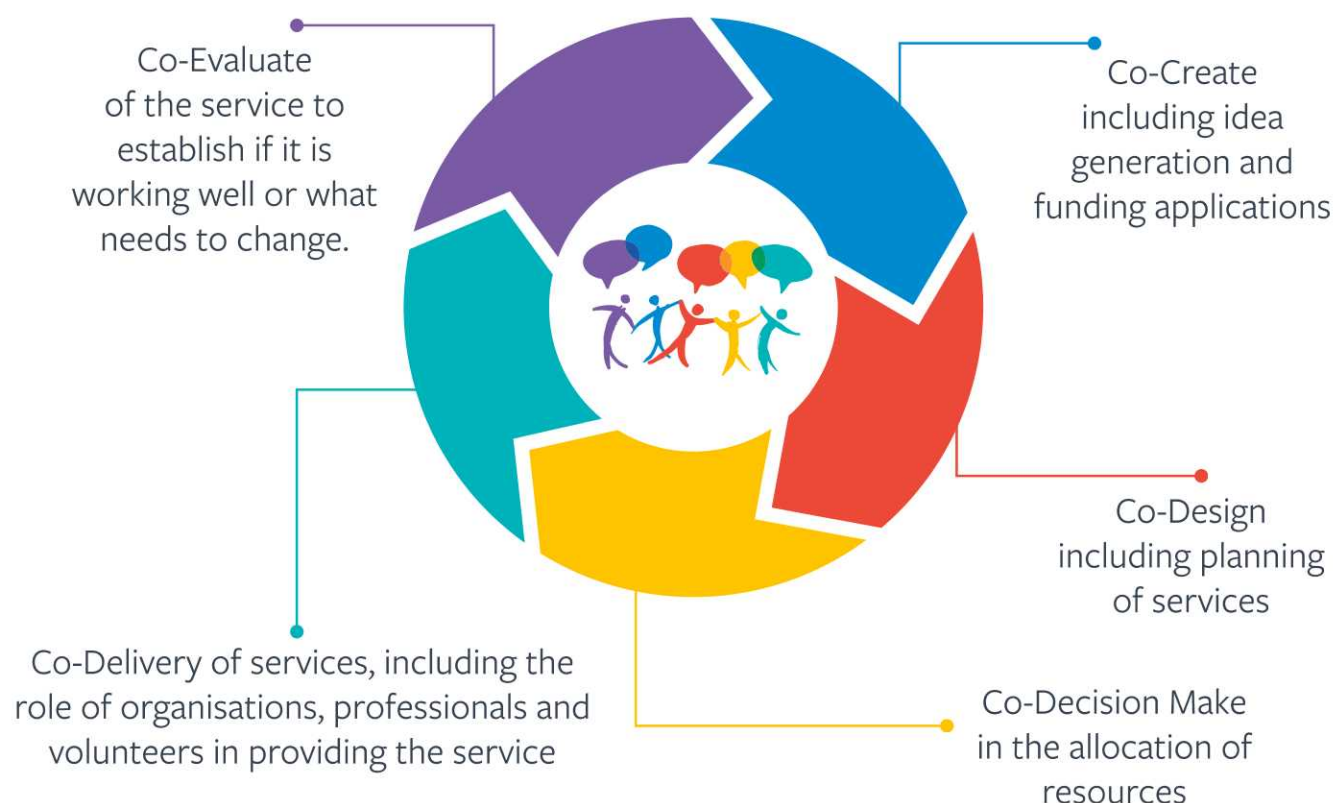 Co-Evaluate
of the service to
establish if it is
working well or what
needs to change.
Co-Create
including idea
generation and
funding applications
Co-Design
including planning
of services
Co-Delivery of services, including the
role of organisations, professionals and
volunteers in providing the service
Co-Decision Make
in the allocation of
resources